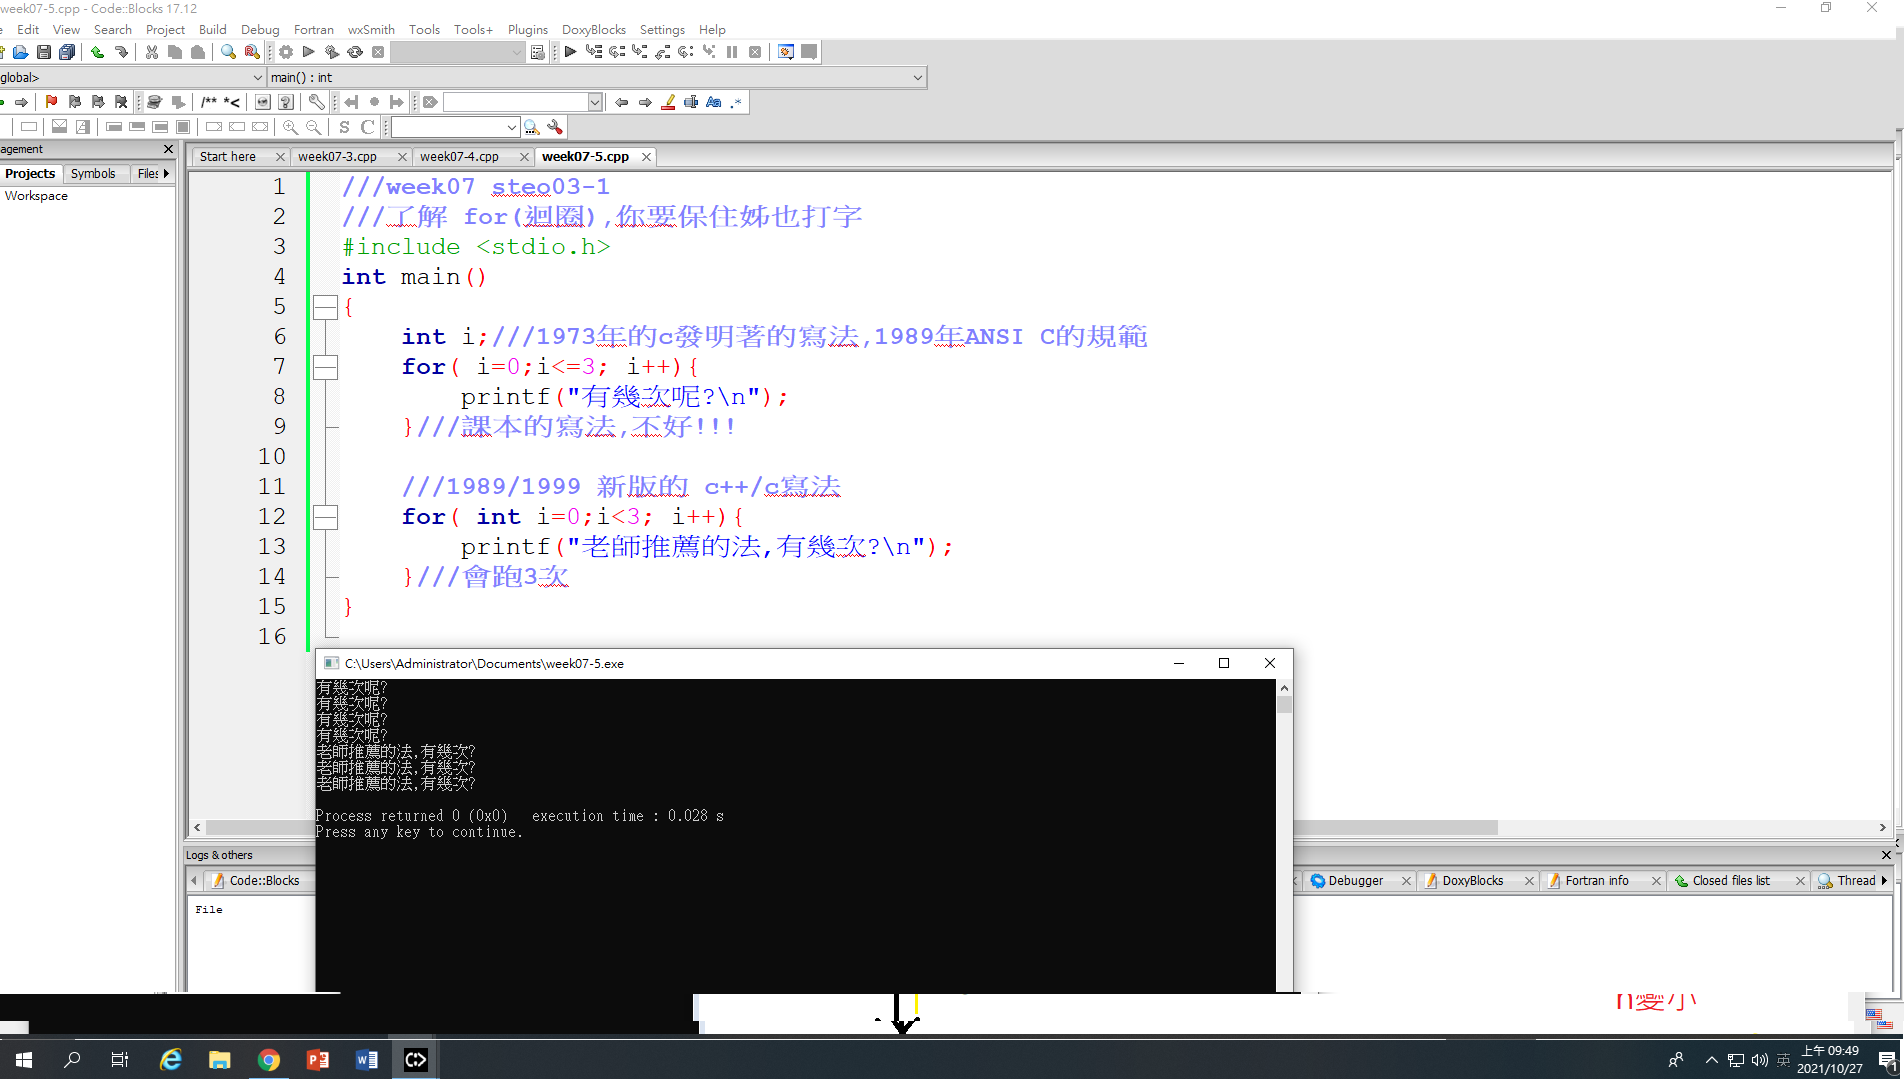 week07-5.cpp - Code::Blocks 17.12
Edit View Search Project Build Debug Fortran wxSmith Tools Tools+ Plugins DoxyBlocks Settings Help
global>
main() : int
/** *<
S C
agement
Start here
week07-3.cpp
week07-4.cpp
week07-5.cpp
Projects
Symbols
Files
Workspace
1 ///week07 steo03-1
2 ///了解 for(迴圈),你要保住姊也打字
3 #include <stdio.h>
4 int main()
5 {
6 int i;///1973年的c發明著的寫法,1989年ANSI C的規範
7 for( i=0;i<=3; i++){
8 printf("有幾次呢?\n");
9 }///課本的寫法,不好!!!
10
11 ///1989/1999 新版的 c++/c寫法
12 for( int i=0;i<3; i++){
13 printf("老師推薦的法,有幾次?\n");
14 }///會跑3次
15 }
16
C:\Users\Administrator\Documents\week07-5.exe
有幾次呢?
有幾次呢?
有幾次呢?
有幾次呢?
老師推薦的法,有幾次?
老師推薦的法,有幾次?
老師推薦的法,有幾次?
Process returned 0 (0x0) execution time : 0.028 s
Press any key to continue.
Logs & others
Code::Blocks
Debugger
DoxyBlocks
Fortran info
Closed files list
Thread
File
英
上午 09:49
2021/10/27